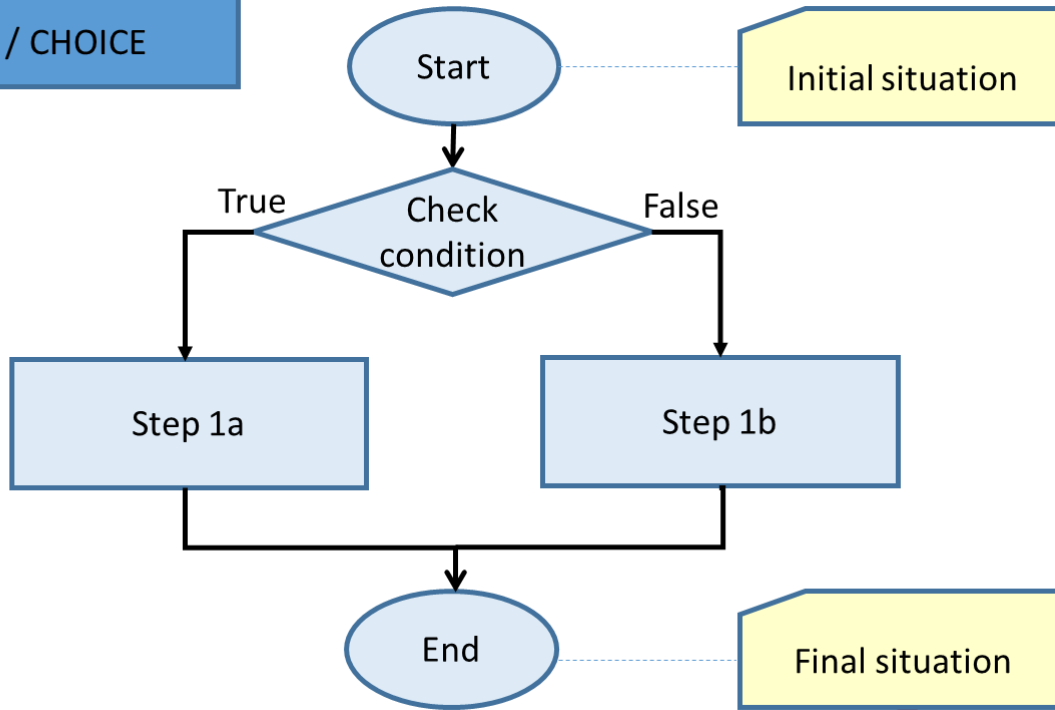 / CHOICE
Start
Initial situation
True
Check
condition
False
Step 1a
Step 1b
End
Final situation